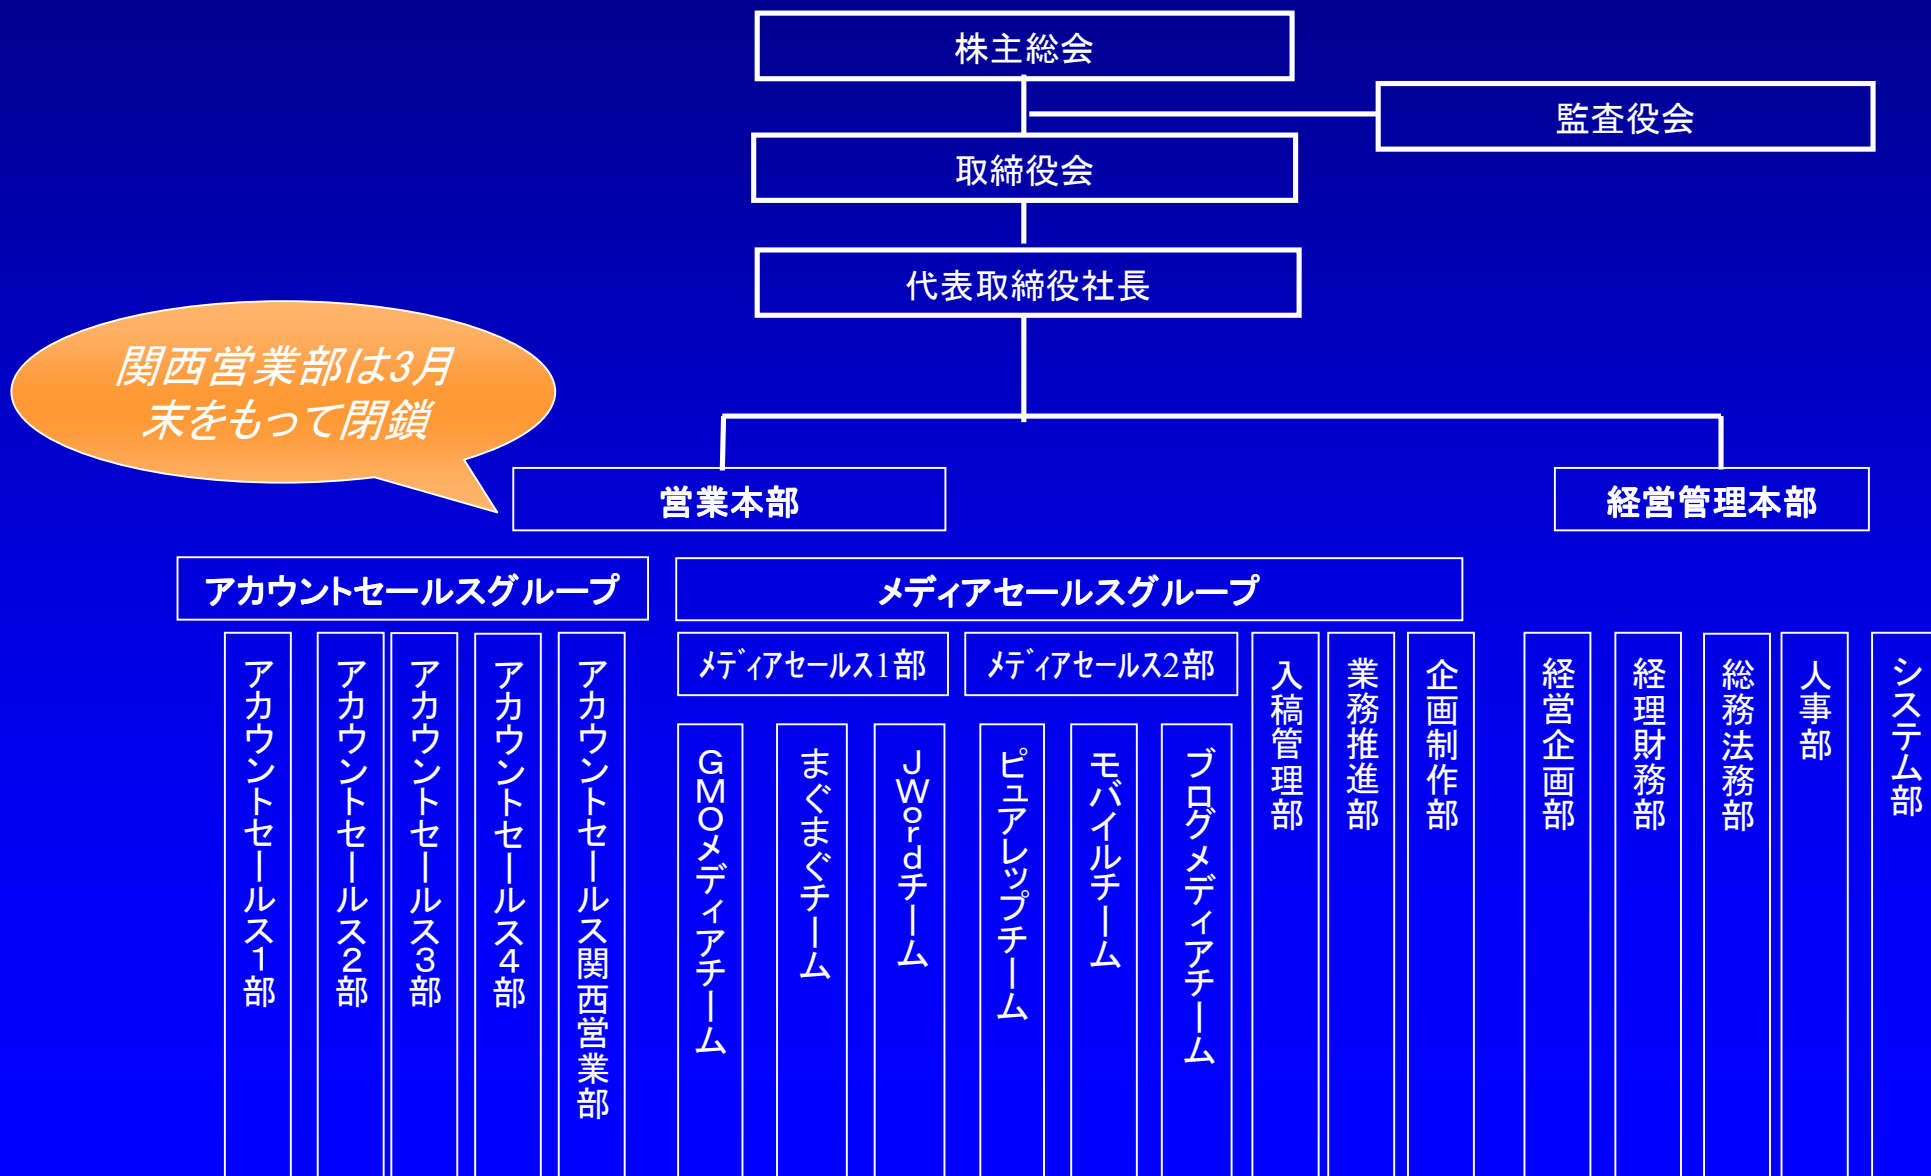 株主総会
監査役会
取締役会
代表取締役社長
関西営業部は3月
末をもって閉鎖
営業本部
経営管理本部
アカウントセールスグループ
メディアセールスグループ
アカウントセールス1部
アカウントセールス2部
アカウントセールス3部
アカウントセールス4部
アカウントセールス関西営業部
メディアセールス1部
メディアセールス2部
GMOメディアチーム
まぐまぐチーム
JWordチーム
ピュアレップチーム
モバイルチーム
ブログメディアチーム
入稿管理部
業務推進部
企画制作部
経営企画部
経理財務部
総務法務部
人事部
システム部